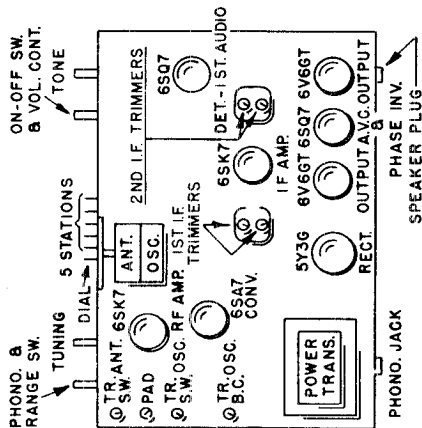 PHONO. &
RANGE SW.
TUNING
DIAL
5 STATIONS
ON-OFF SW.
& VOL. CONT.
TONE
TR. ANT.
S.W.
PAD
TR. OSC.
S.W.
TR. OSC.
B.C.
6SK7
RF AMP.
ANT.
OSC.
6SA7
CONV.
1ST I.F.
TRIMMERS
2ND I.F. TRIMMERS
6SQ7
DET.-1ST. AUDIO
6SK7
IF AMP.
POWER
TRANS.
5Y3G
RECT.
6V6GT 6SQ7 6V6GT
OUTPUT A.V.C. OUTPUT
&
PHASE INV.
SPEAKER PLUG
PHONO. JACK